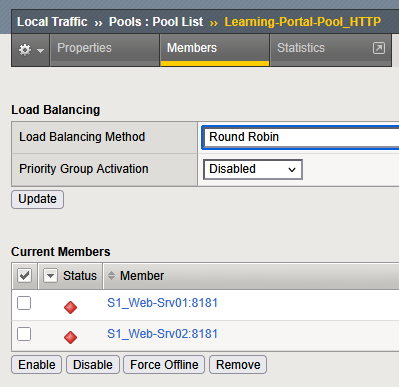 Local Traffic ›› Pools : Pool List ›› Learning-Portal-Pool_HTTP
Properties Members Statistics
Load Balancing
Load Balancing Method Round Robin
Priority Group Activation Disabled
Update
Current Members
Status Member
S1_Web-Srv01:8181
S1_Web-Srv02:8181
Enable Disable Force Offline Remove